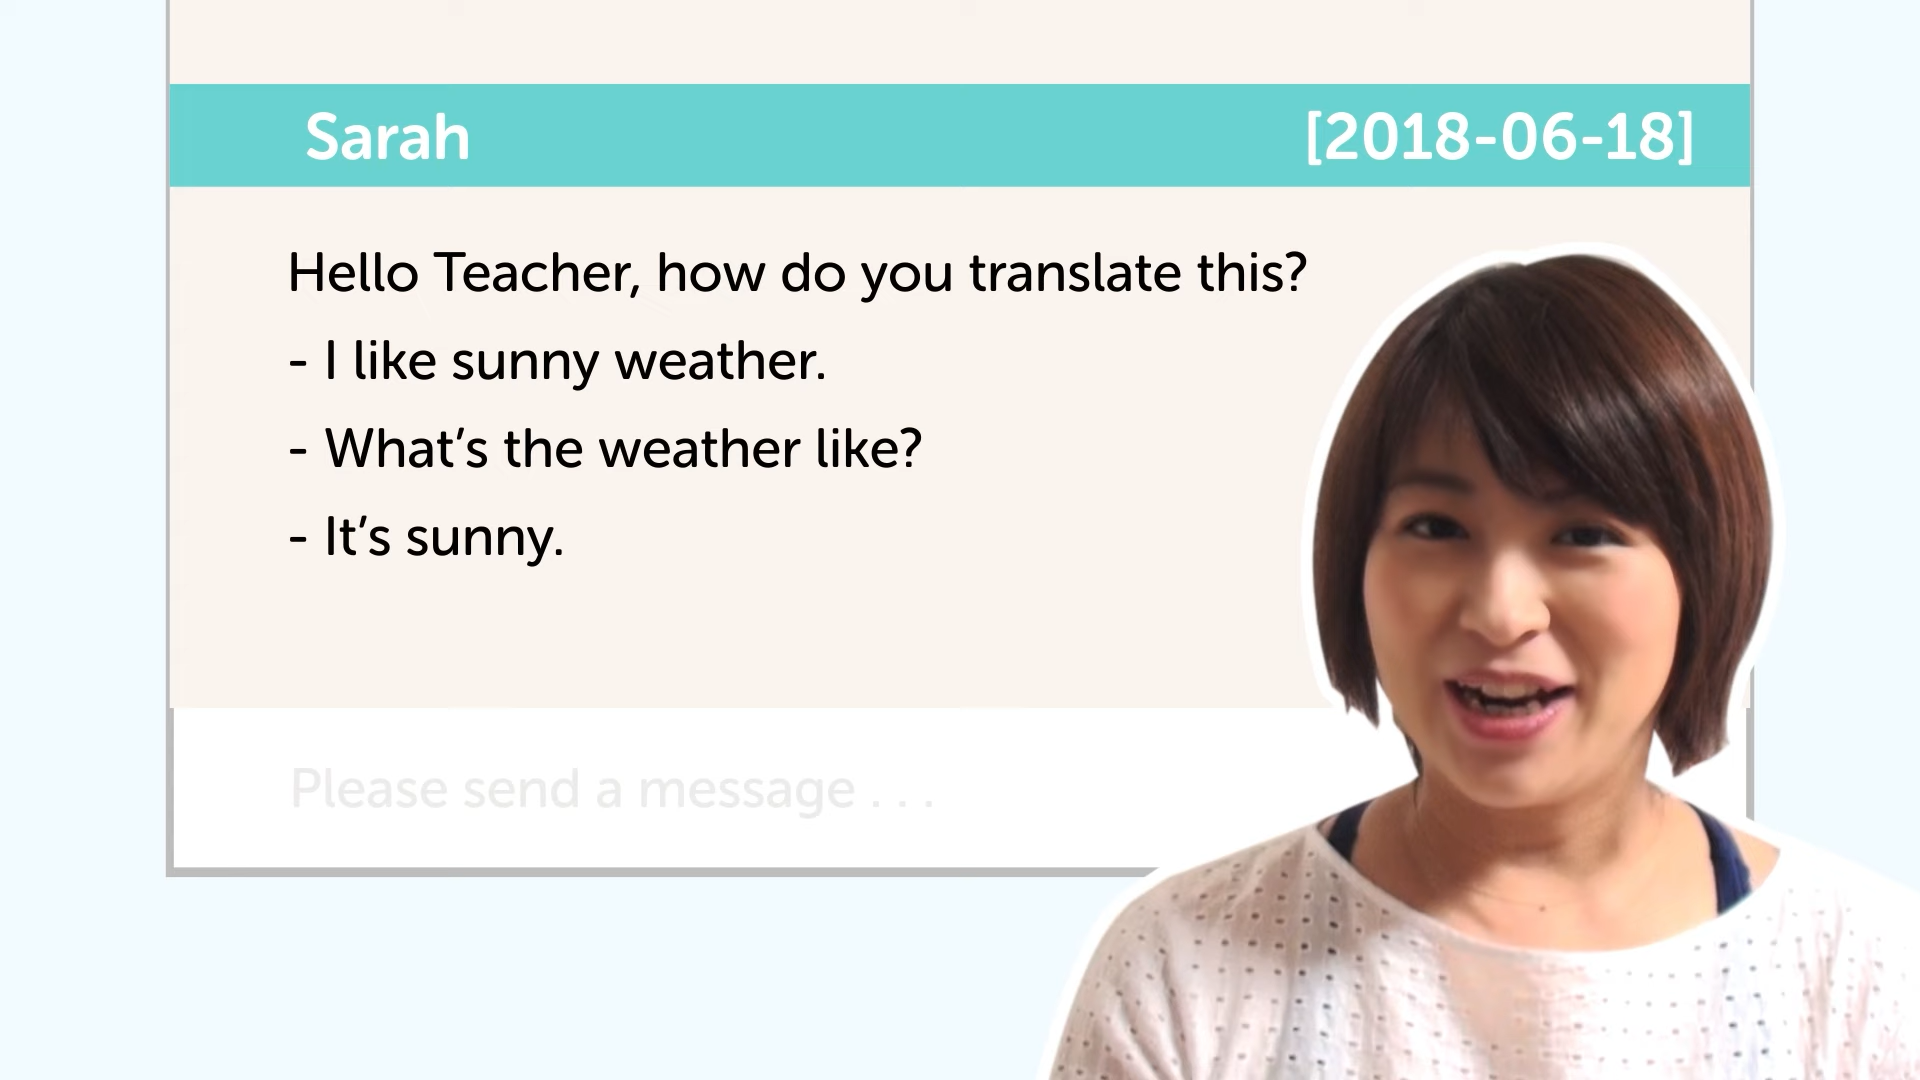 Sarah [2018-06-18]
Hello Teacher, how do you translate this?
- I like sunny weather.
- What’s the weather like?
- It’s sunny.
Please send a message . . .